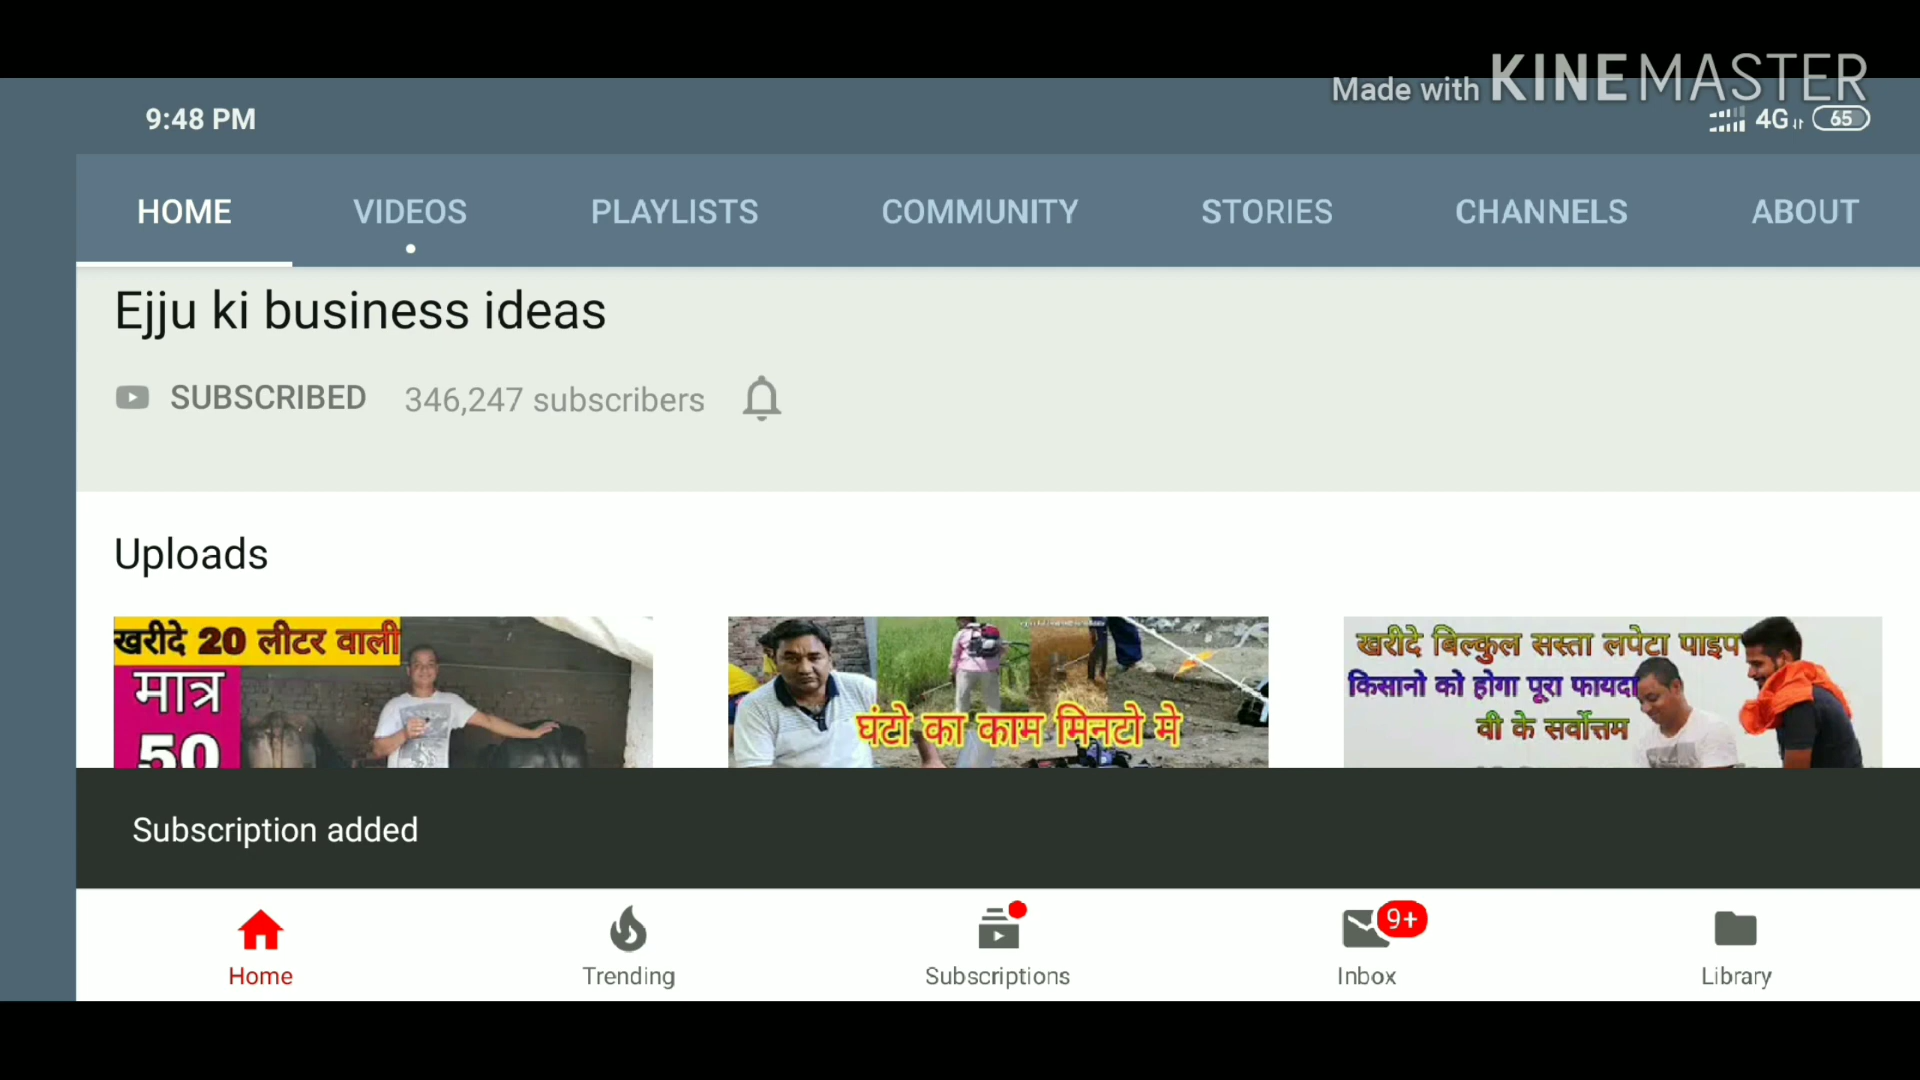 Made with KINEMASTER
9:48 PM
4G 65
HOME VIDEOS PLAYLISTS COMMUNITY STORIES CHANNELS ABOUT
Ejju ki business ideas
SUBSCRIBED 346,247 subscribers
Uploads
खरीदे 20 लीटर वाली
मात्र
50
घंटो का काम मिनटो मे
खरीदे बिल्कुल सस्ता लपेटा पाइप
किसानो को होगा पूरा फायदा
वी के सर्वोत्तम
Subscription added
9+
Home Trending Subscriptions Inbox Library